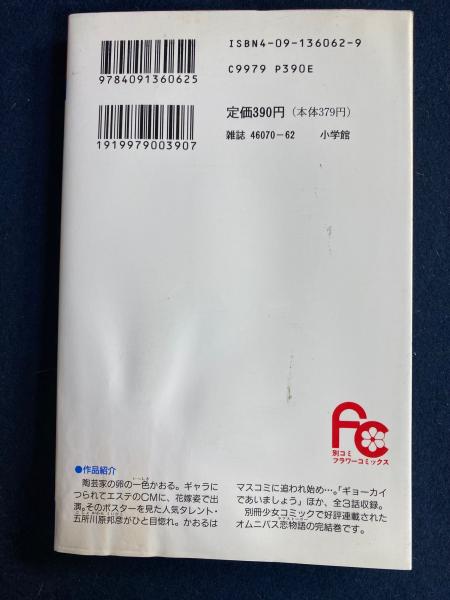 ISBN4-09-136062-9
9784091360625
C9979 P390E
定価390円（本体379円）
雑誌 46070-62 小学館
1919979003907
FC
別コミ
フラワーコミックス
●作品紹介
陶芸家の卵の一色かおる。ギャラに
つられてエステのCMに、花嫁姿で出
演。そのポスターを見た人気タレント・
五所川原邦彦がひと目惚れ。かおるは
マスコミに追われ始め…。「ギョーカイ
であいましょう」ほか、全3話収録。
別冊少女コミックで好評連載された
オムニバス恋物語の完結巻です。